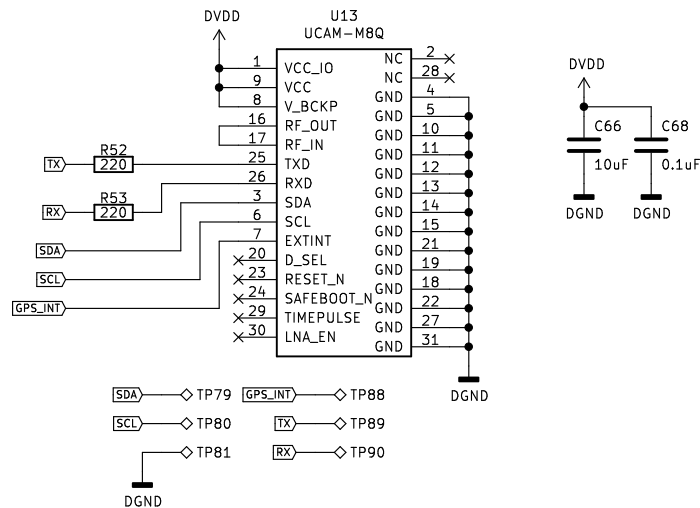 DVDD
U13
UCAM-M8Q
1 VCC_IO
9 VCC
8 V_BCKP
16 RF_OUT
17 RF_IN
25 TXD
26 RXD
3 SDA
6 SCL
7 EXTINT
20 D_SEL
23 RESET_N
24 SAFEBOOT_N
29 TIMEPULSE
30 LNA_EN
NC 2
NC 28
GND 4
GND 5
GND 10
GND 11
GND 12
GND 13
GND 14
GND 15
GND 21
GND 19
GND 18
GND 22
GND 27
GND 31
TX R52 220
RX R53 220
SDA
SCL
GPS_INT
DGND
DVDD
C66 C68
10uF 0.1uF
DGND DGND
SDA TP79 GPS_INT TP88
SCL TP80 TX TP89
TP81 RX TP90
DGND